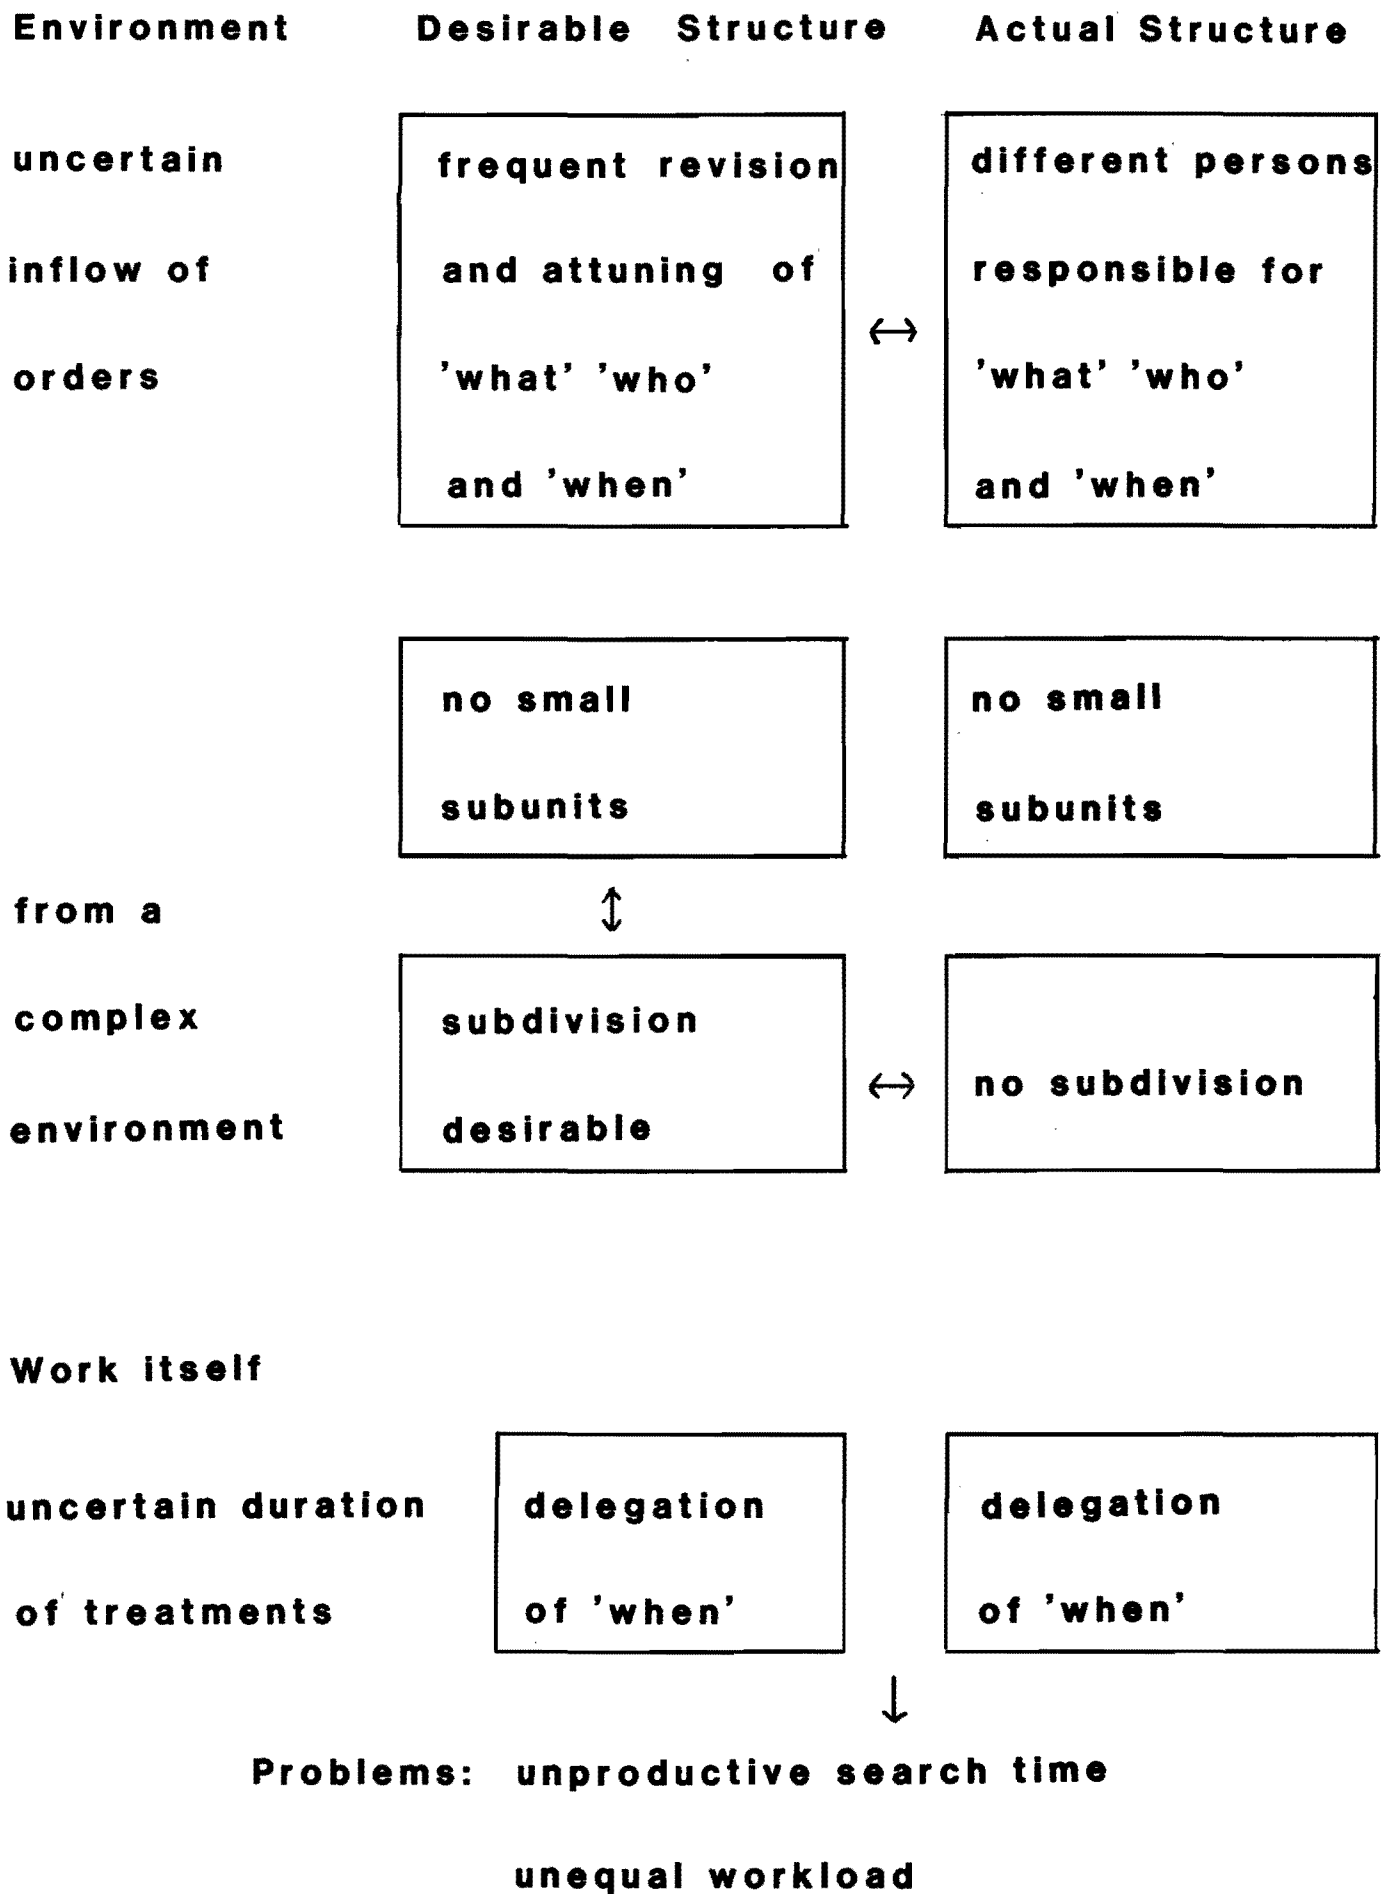 Environment Desirable Structure Actual Structure
uncertain
inflow of
orders
frequent revision
and attuning of
'what' 'who'
and 'when'
↔
different persons
responsible for
'what' 'who'
and 'when'
no small
subunits
no small
subunits
↕
from a
complex
environment
subdivision
desirable
↔
no subdivision
Work itself
uncertain duration
of treatments
delegation
of 'when'
delegation
of 'when'
↓
Problems: unproductive search time
unequal workload